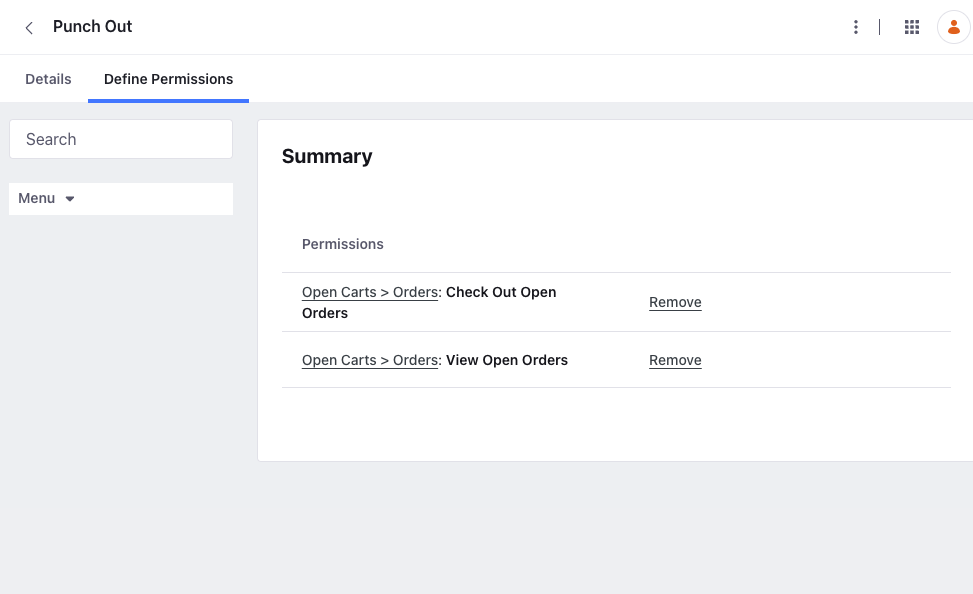 Punch Out
Details
Define Permissions
Search
Menu
Summary
Permissions
Open Carts > Orders: Check Out Open
Orders
Remove
Open Carts > Orders: View Open Orders
Remove